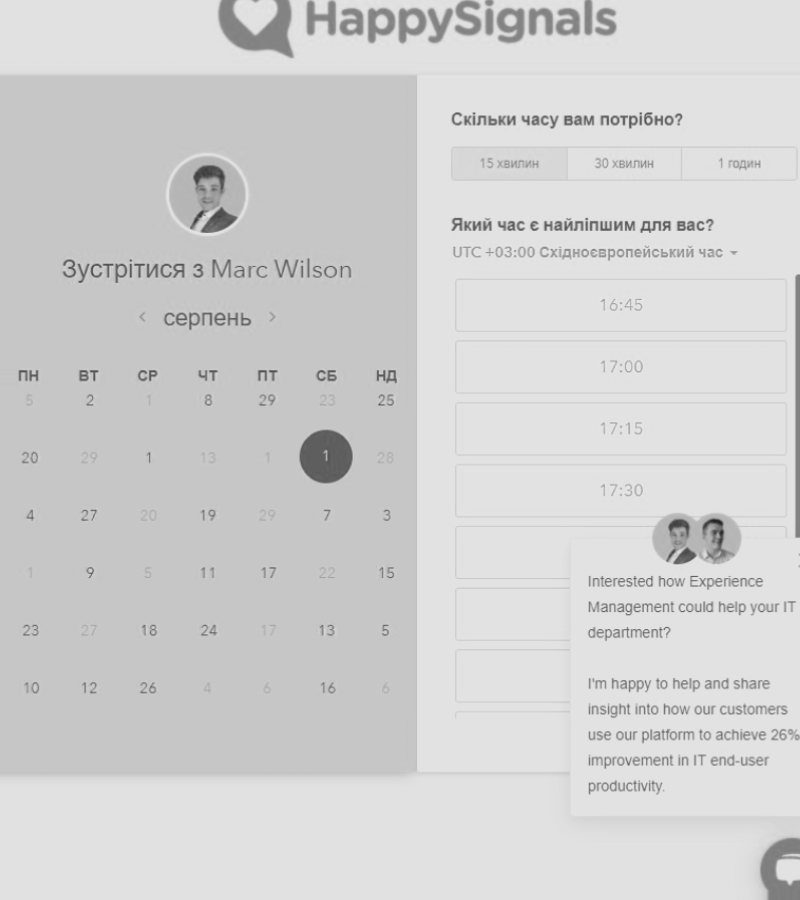 HappySignals
Зустрітися з Marc Wilson
‹ серпень ›
ПН ВТ СР ЧТ ПТ СБ НД
5 2 1 8 29 23 25
20 29 1 13 1 1 28
4 27 20 19 29 7 3
1 9 5 11 17 22 15
23 27 18 24 17 13 5
10 12 26 4 6 16 6
Скільки часу вам потрібно?
15 хвилин 30 хвилин 1 годин
Який час є найліпшим для вас?
UTC +03:00 Східноєвропейський час
16:45
17:00
17:15
17:30
Interested how Experience
Management could help your IT
department?
I'm happy to help and share
insight into how our customers
use our platform to achieve 26%
improvement in IT end-user
productivity.